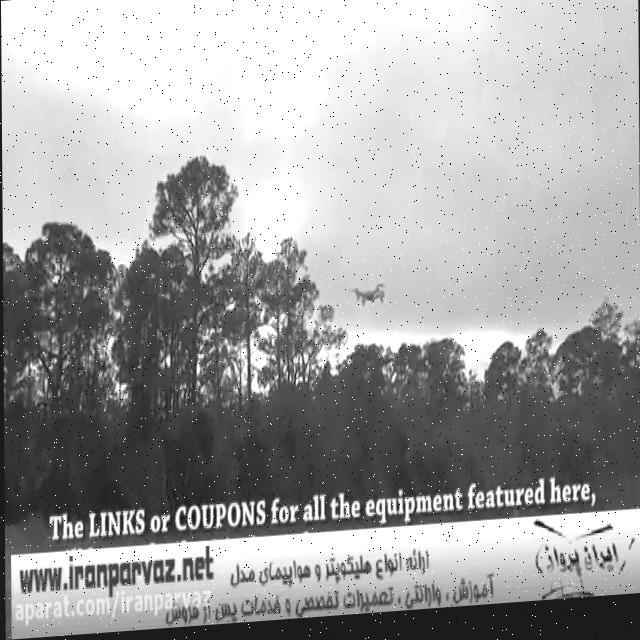 The LINKS or COUPONS for all the equipment featured here,
www.iranparvaz.net
ارائه انواع هلیکوپتر و هواپیمای مدل
(ایران پرواز)
aparat.com/iranparvaz
آموزش ، وارانتی ، تعمیرات تخصصی و خدمات پس از فروش